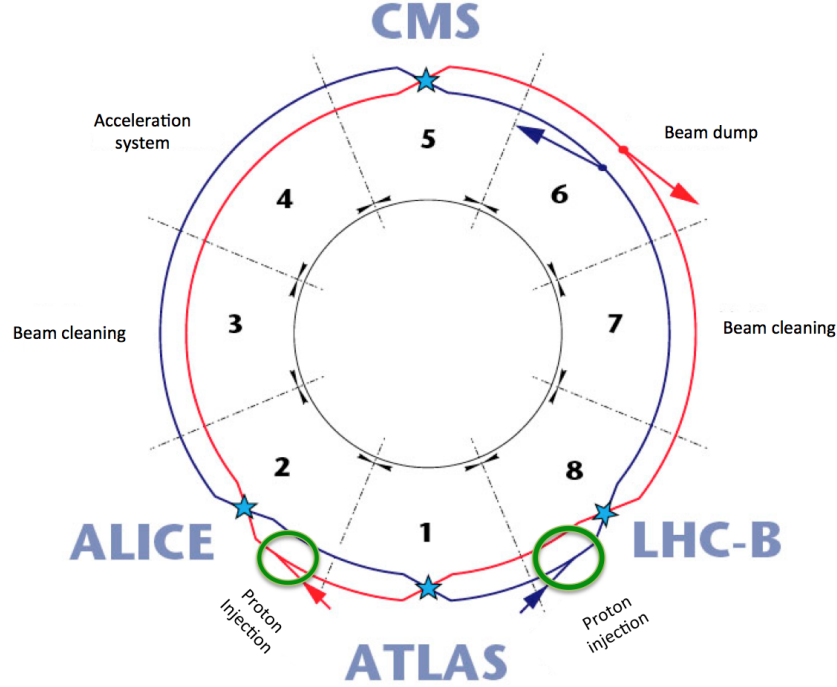 CMS
Acceleration
system
Beam dump
5
4
6
3
7
Beam cleaning
Beam cleaning
2
8
1
ALICE
LHC-B
Proton
Injection
Proton
injection
ATLAS